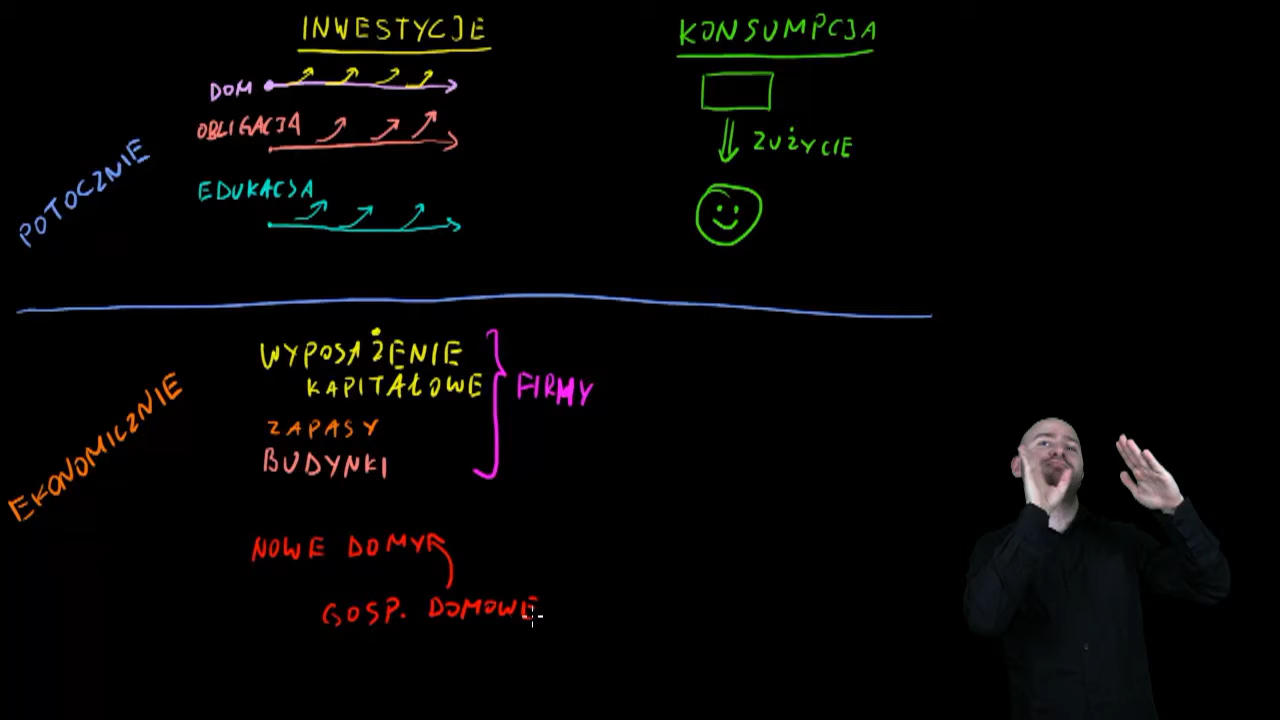 INWESTYCJE
KONSUMPCJA
DOM
OBLIGACJA
ZUŻYCIE
EDUKACJA
POTOCZNIE
WYPOSAŻENIE
KAPITAŁOWE
FIRMY
ZAPASY
BUDYNKI
EKONOMICZNIE
NOWE DOMY
GOSP. DOMOWE